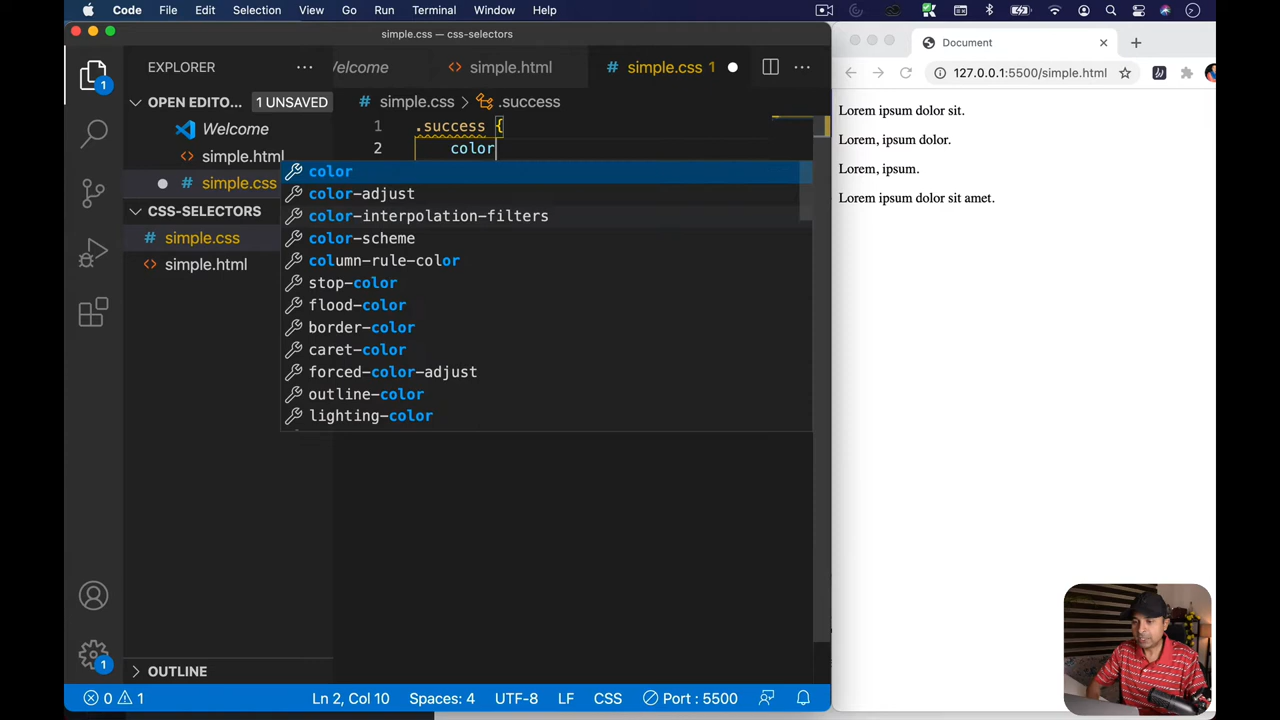 Code File Edit Selection View Go Run Terminal Window Help
simple.css — css-selectors
EXPLORER
OPEN EDITO... 1 UNSAVED
Welcome
simple.html
simple.css
CSS-SELECTORS
simple.css
simple.html
OUTLINE
1
1
elcome
simple.html
simple.css 1
simple.css > .success
1 .success {
2 color
color
color-adjust
color-interpolation-filters
color-scheme
column-rule-color
stop-color
flood-color
border-color
caret-color
forced-color-adjust
outline-color
lighting-color
0 1 Ln 2, Col 10 Spaces: 4 UTF-8 LF CSS Port : 5500
Document
127.0.0.1:5500/simple.html
Lorem ipsum dolor sit.
Lorem, ipsum dolor.
Lorem, ipsum.
Lorem ipsum dolor sit amet.